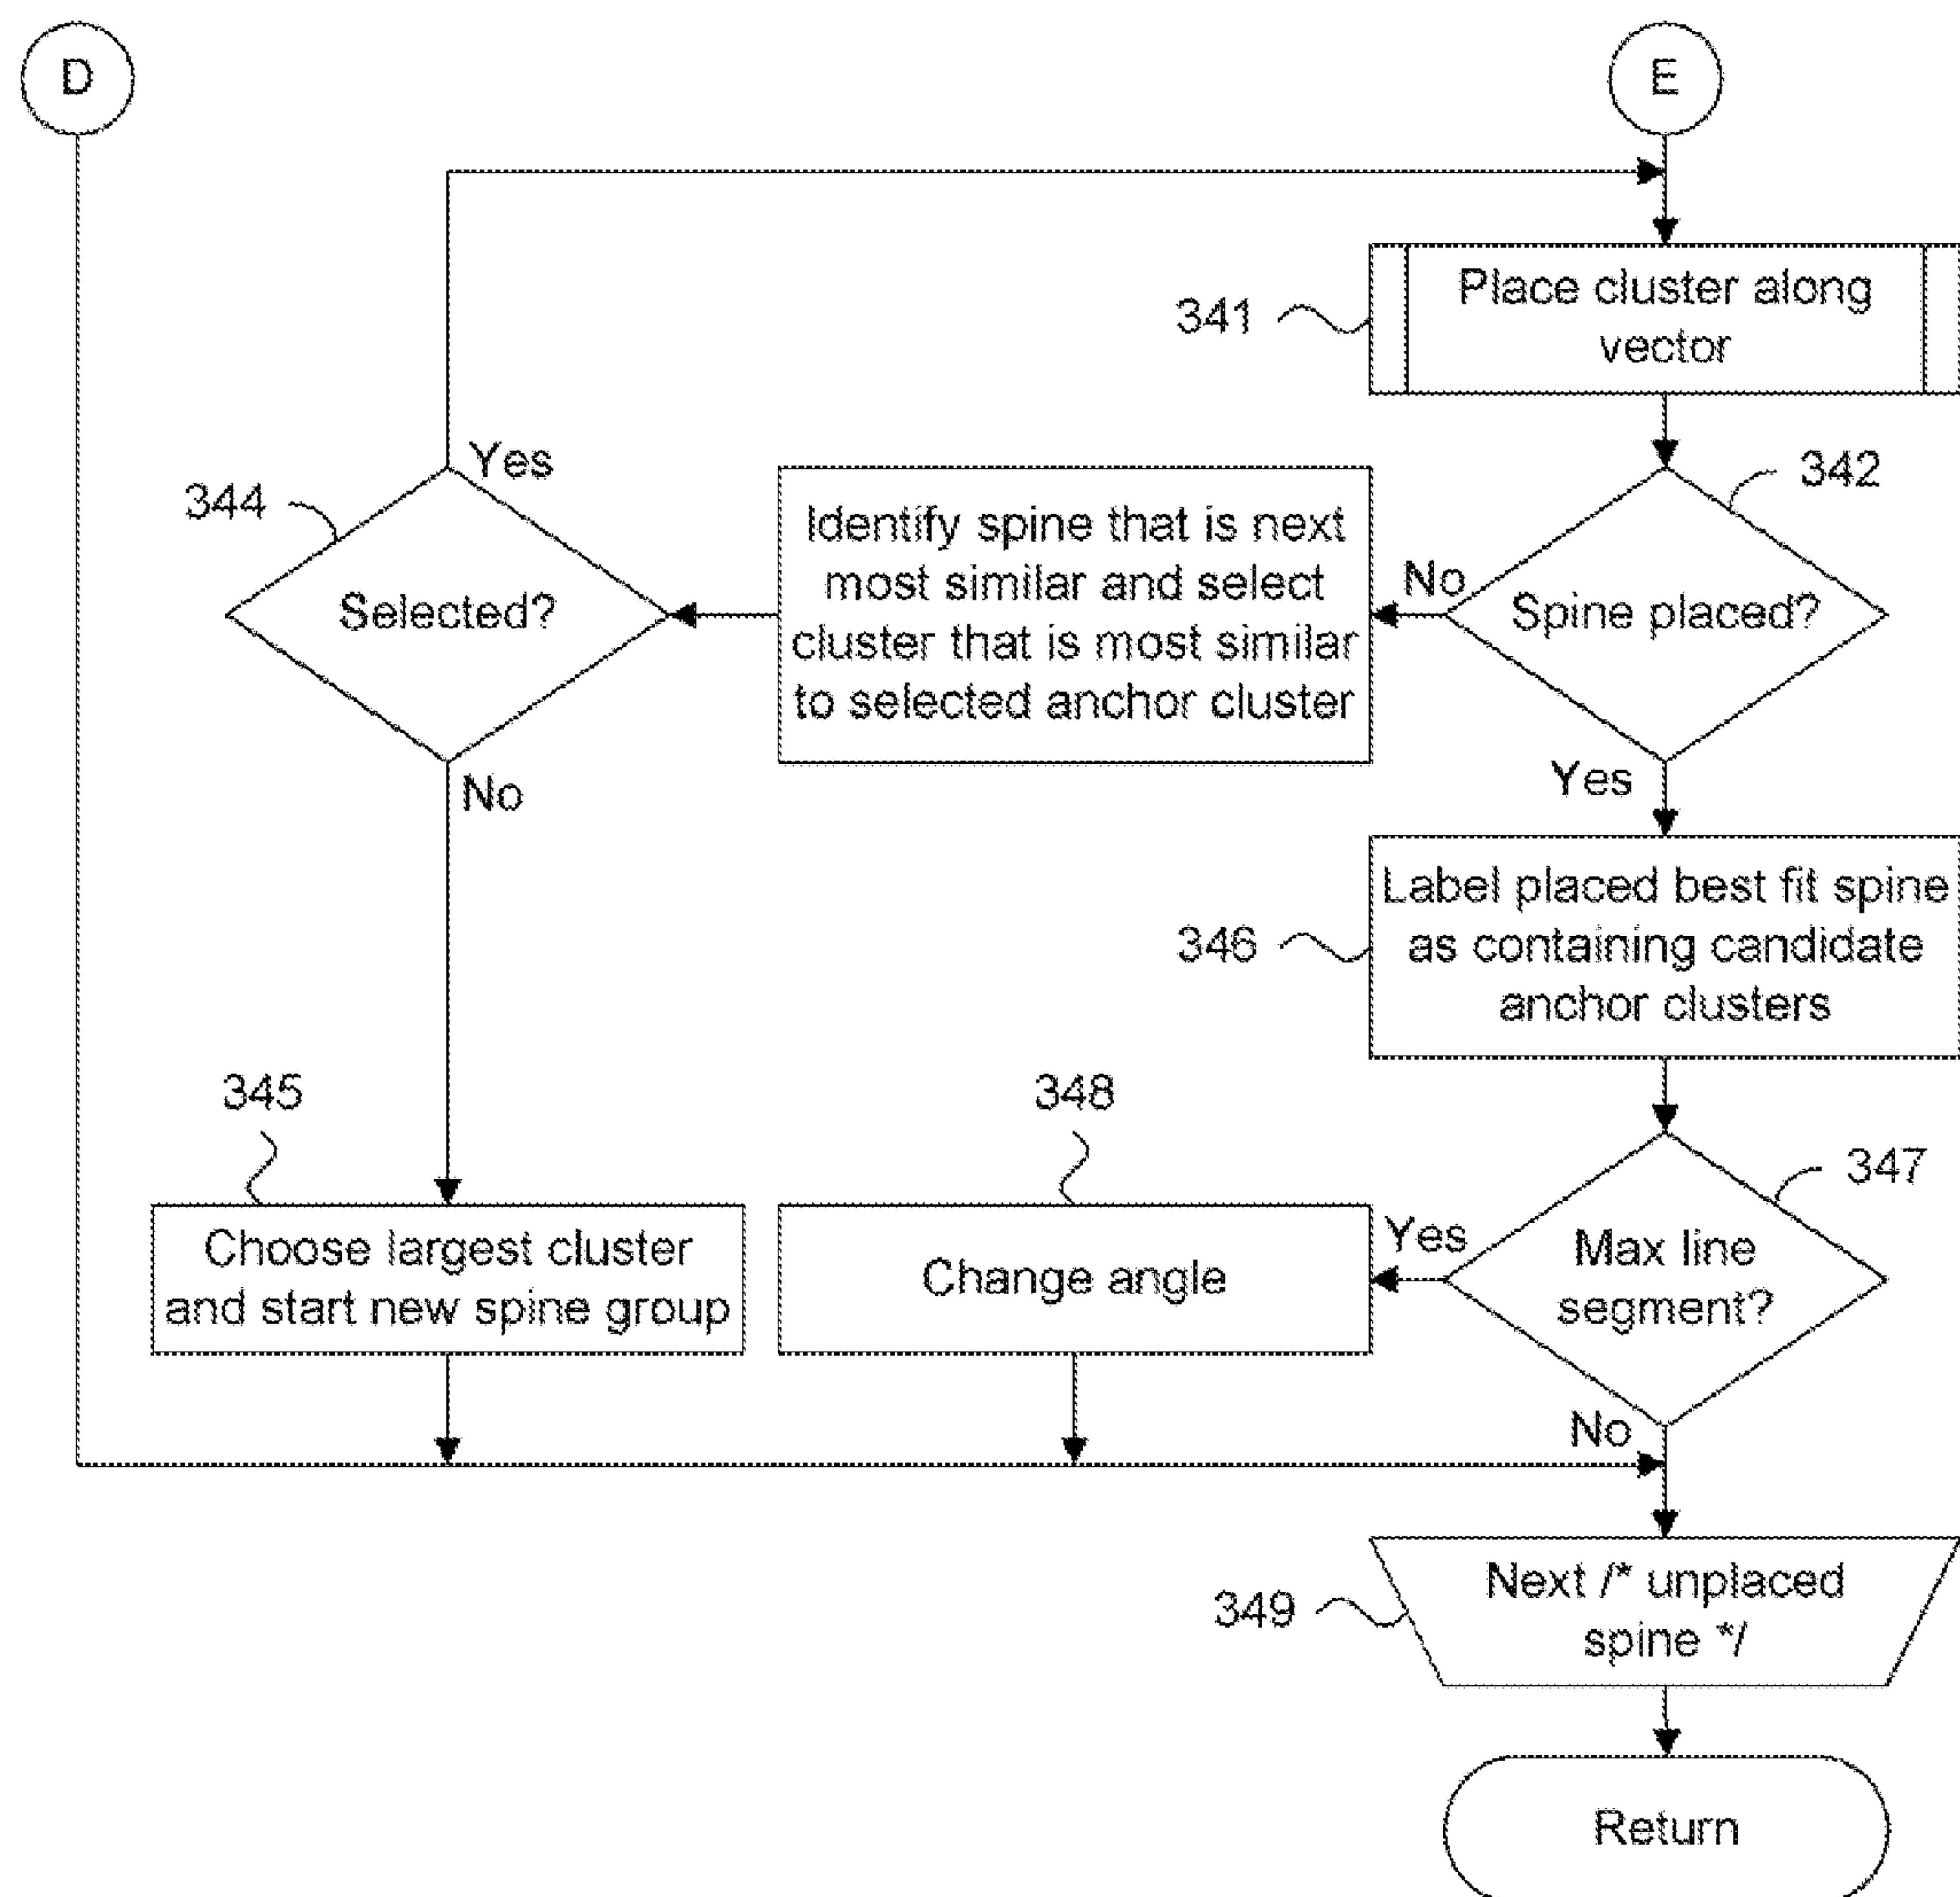 D
E
341
Place cluster along
vector
342
Spine placed?
No
Yes
Identify spine that is next
most similar and select
cluster that is most similar
to selected anchor cluster
344
Selected?
Yes
No
346
Label placed best fit spine
as containing candidate
anchor clusters
345
Choose largest cluster
and start new spine group
348
Change angle
347
Max line
segment?
Yes
No
349
Next /* unplaced
spine */
Return